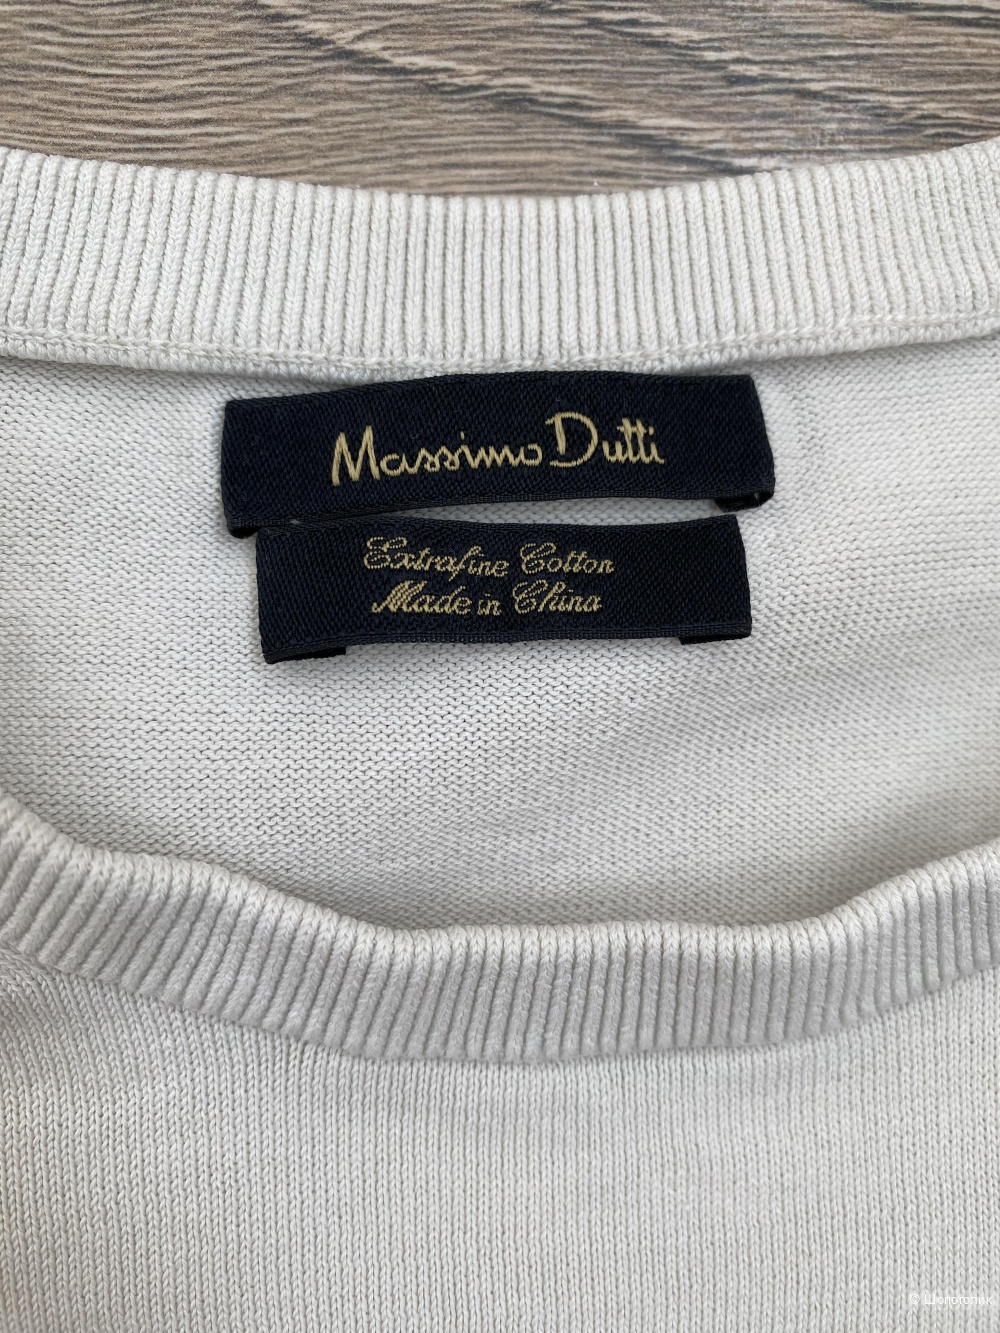 Massimo Dutti
Extrafine Cotton
Made in China
© Шопоголик